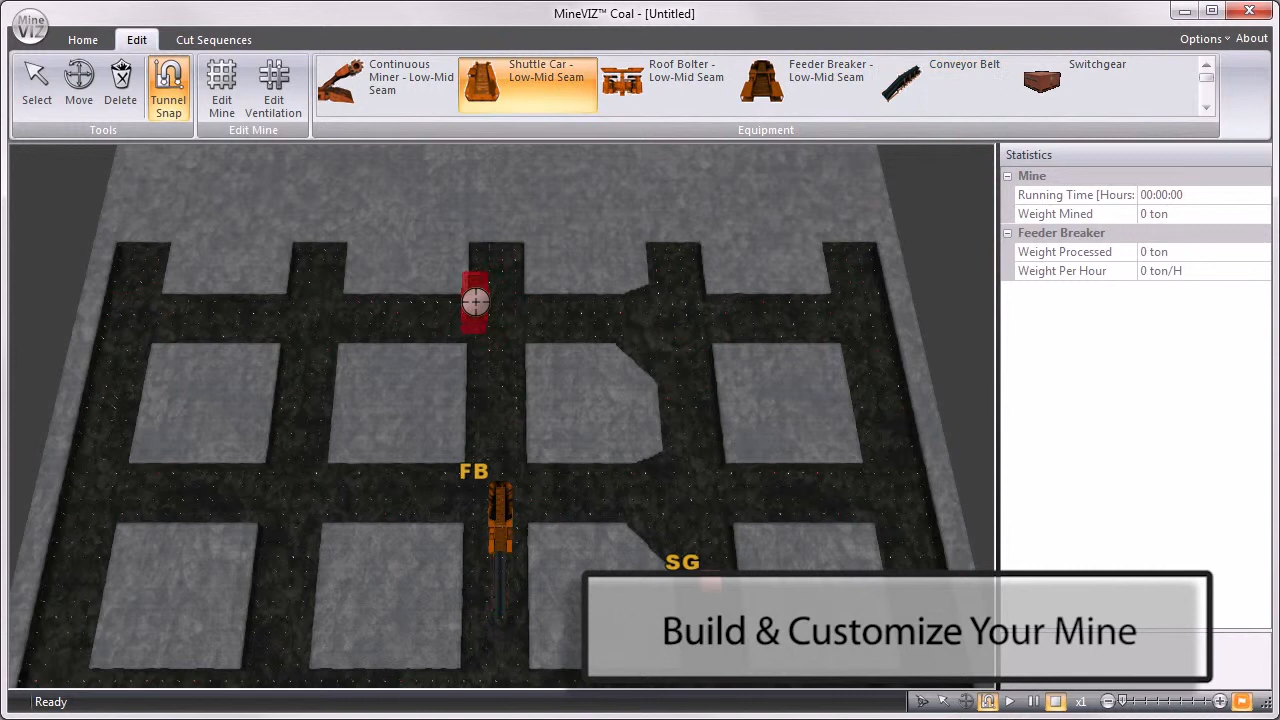 MineVIZ™ Coal - [Untitled]
Mine
VIZ
Home
Edit
Cut Sequences
Options
About
Select
Move
Delete
Tunnel
Snap
Tools
Edit
Mine
Edit
Ventilation
Edit Mine
Continuous
Miner - Low-Mid
Seam
Shuttle Car -
Low-Mid Seam
Roof Bolter -
Low-Mid Seam
Feeder Breaker -
Low-Mid Seam
Conveyor Belt
Switchgear
Equipment
Statistics
Mine
Running Time [Hours: 00:00:00
Weight Mined 0 ton
Feeder Breaker
Weight Processed 0 ton
Weight Per Hour 0 ton/H
FB
SG
Build & Customize Your Mine
Ready
x1